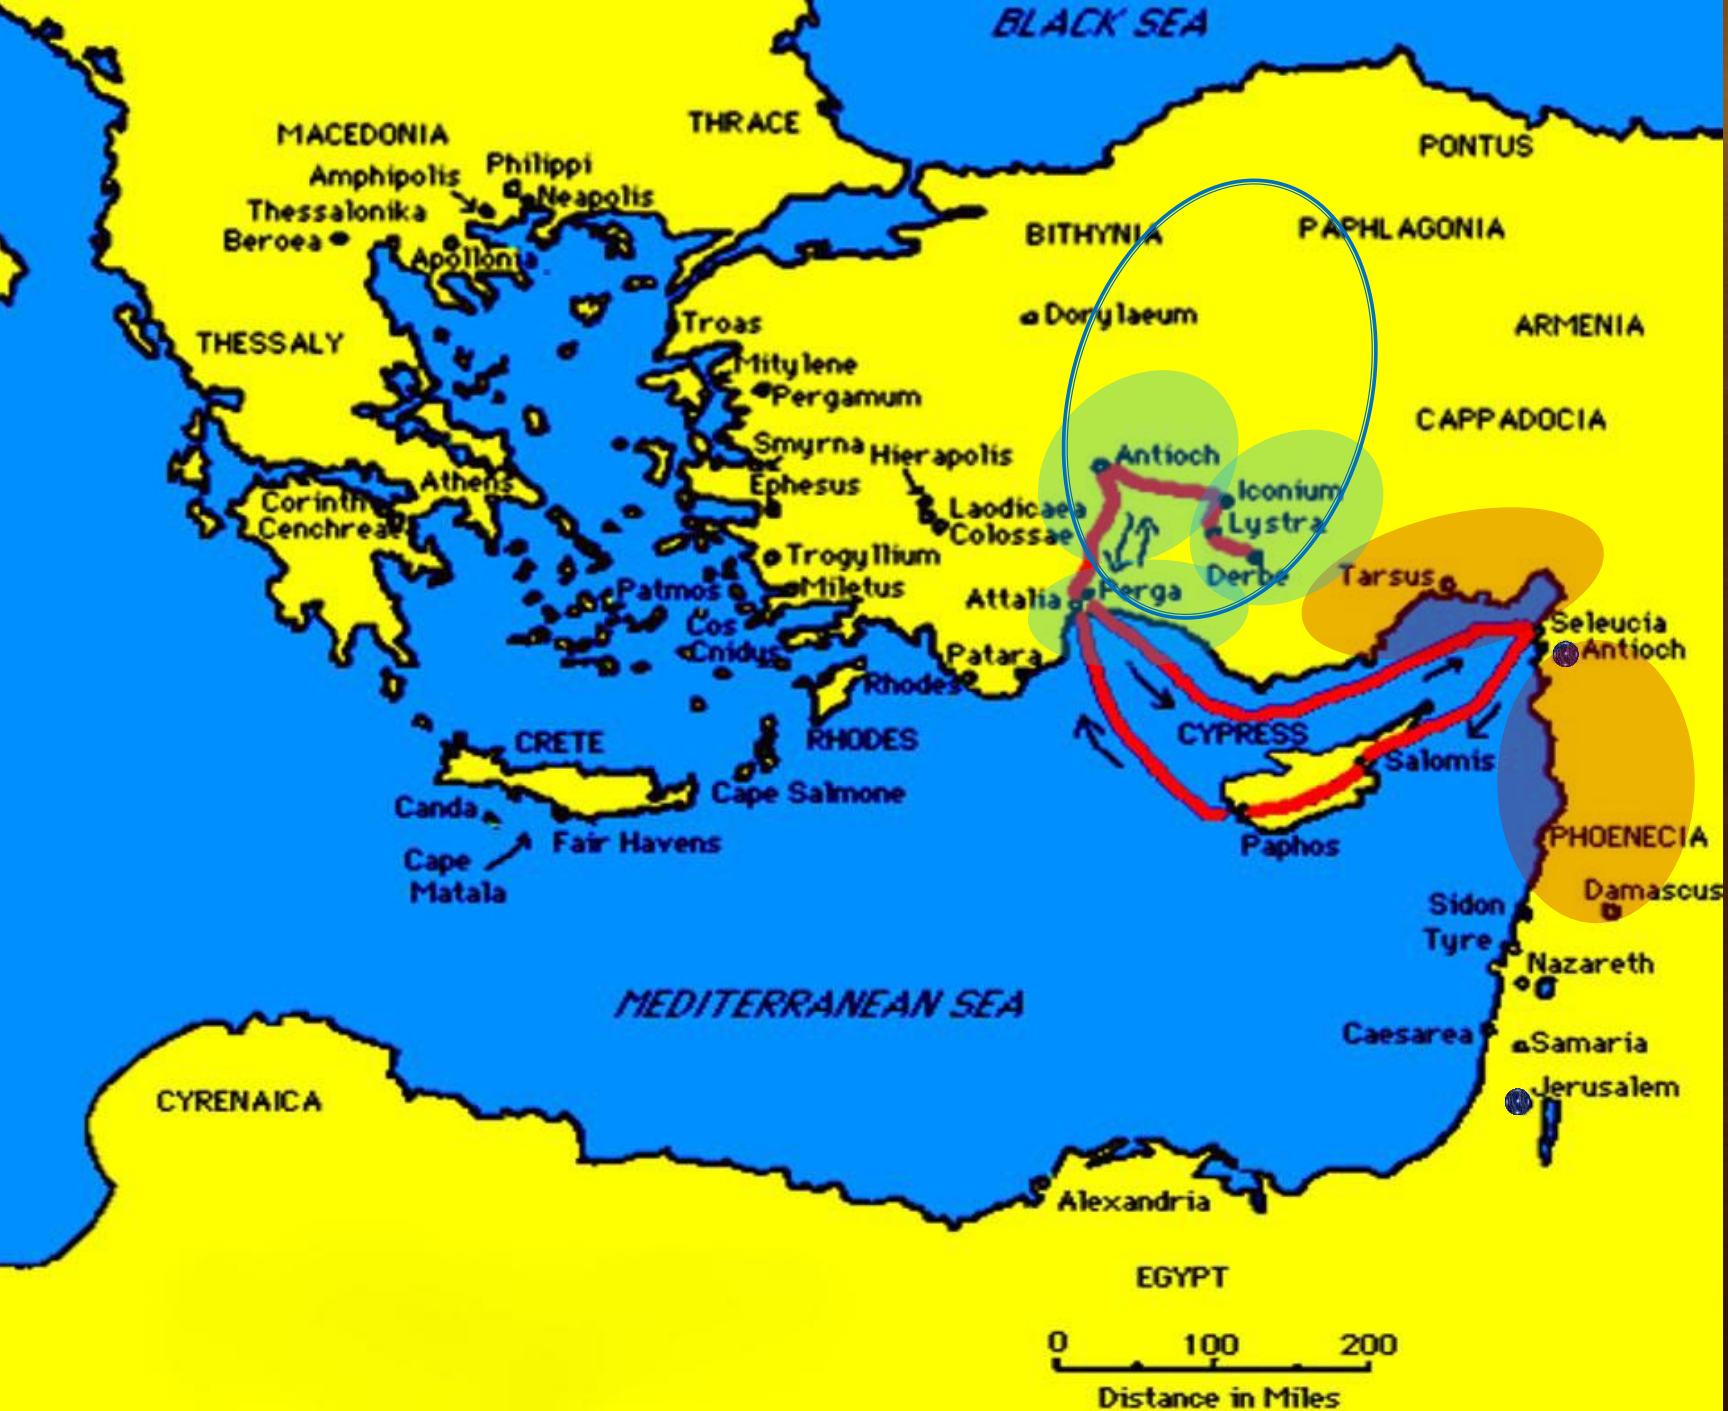 BLACK SEA
THRACE
MACEDONIA
PONTUS
Philippi
Amphipolis
Neapolis
Thessalonika
Beroea
Apollonia
BITHYNIA
PAPHLAGONIA
Dorylaeum
Troas
ARMENIA
THESSALY
Mitylene
Pergamum
CAPPADOCIA
Smyrna
Hierapolis
Antioch
Athens
Ephesus
Iconium
Corinth
Laodicaea
Lystra
Cenchreae
Colossae
Trogyllium
Derbe
Tarsus
Patmos
Miletus
Attalia
Perga
Cos
Seleucia
Cnidus
Patara
Antioch
Rhodes
CRETE
RHODES
CYPRESS
Salomis
Cape Salmone
Canda
Fair Havens
Paphos
PHOENECIA
Cape
Matala
Damascus
Sidon
Tyre
Nazareth
MEDITERRANEAN SEA
Caesarea
Samaria
Jerusalem
CYRENAICA
Alexandria
EGYPT
0 100 200
Distance in Miles